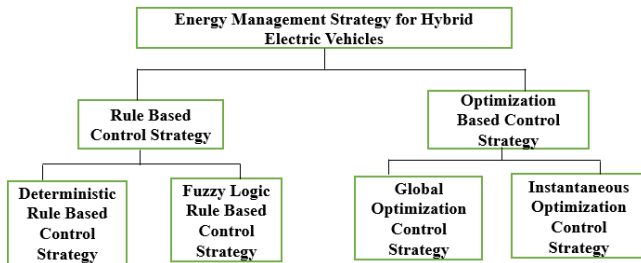 Energy Management Strategy for Hybrid
Electric Vehicles
Rule Based
Control Strategy
Optimization
Based Control
Strategy
Deterministic
Rule Based
Control
Strategy
Fuzzy Logic
Rule Based
Control
Strategy
Global
Optimization
Control
Strategy
Instantaneous
Optimization
Control
Strategy